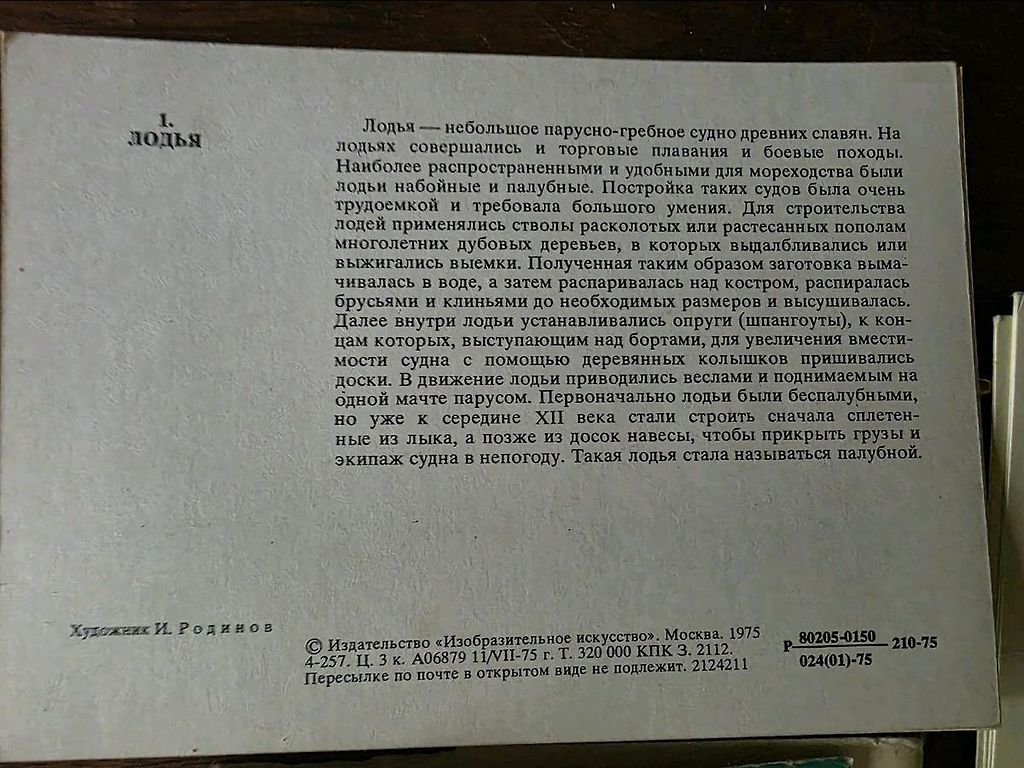 1.
ЛОДЬЯ
Лодья — небольшое парусно-гребное судно древних славян. На
лодьях совершались и торговые плавания и боевые походы.
Наиболее распространенными и удобными для мореходства были
лодьи набойные и палубные. Постройка таких судов была очень
трудоемкой и требовала большого умения. Для строительства
лодей применялись стволы расколотых или растесанных пополам
многолетних дубовых деревьев, в которых выдалбливались или
выжигались выемки. Полученная таким образом заготовка выма-
чивалась в воде, а затем распаривалась над костром, распиралась
брусьями и клиньями до необходимых размеров и высушивалась.
Далее внутри лодьи устанавливались опруги (шпангоуты), к кон-
цам которых, выступающим над бортами, для увеличения вмести-
мости судна с помощью деревянных колышков пришивались
доски. В движение лодьи приводились веслами и поднимаемым на
одной мачте парусом. Первоначально лодьи были беспалубными,
но уже к середине XII века стали строить сначала сплетен-
ные из лыка, а позже из досок навесы, чтобы прикрыть грузы и
экипаж судна в непогоду. Такая лодья стала называться палубной.
Художник И. Родинов
© Издательство «Изобразительное искусство». Москва. 1975
4-257. Ц. 3 к. А06879 11/VII-75 г. Т. 320 000 КПК З. 2112.
Пересылке по почте в открытом виде не подлежит. 2124211
Р 80205-0150 210-75
024(01)-75